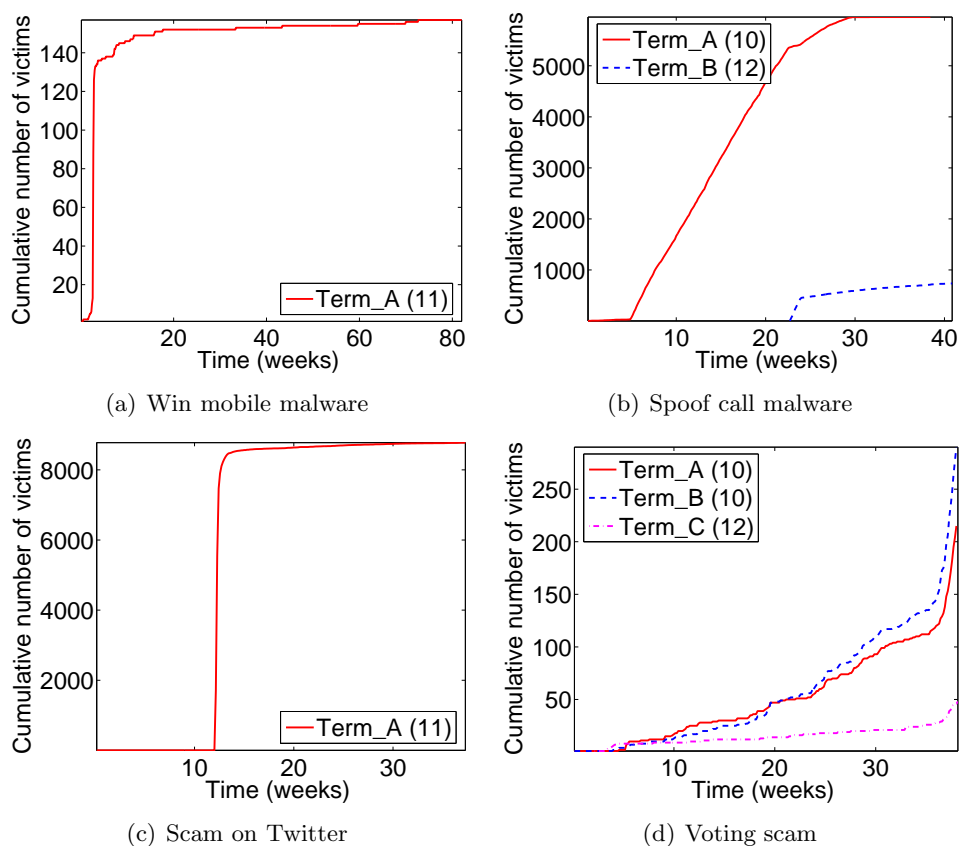 Cumulative number of victims
140
120
100
80
60
40
20
Term_A (11)
20
40
60
80
Time (weeks)
(a) Win mobile malware
Cumulative number of victims
5000
4000
3000
2000
1000
Term_A (10)
Term_B (12)
10
20
30
40
Time (weeks)
(b) Spoof call malware
Cumulative number of victims
8000
6000
4000
2000
Term_A (11)
10
20
30
Time (weeks)
(c) Scam on Twitter
Cumulative number of victims
250
200
150
100
50
Term_A (10)
Term_B (10)
Term_C (12)
10
20
30
Time (weeks)
(d) Voting scam